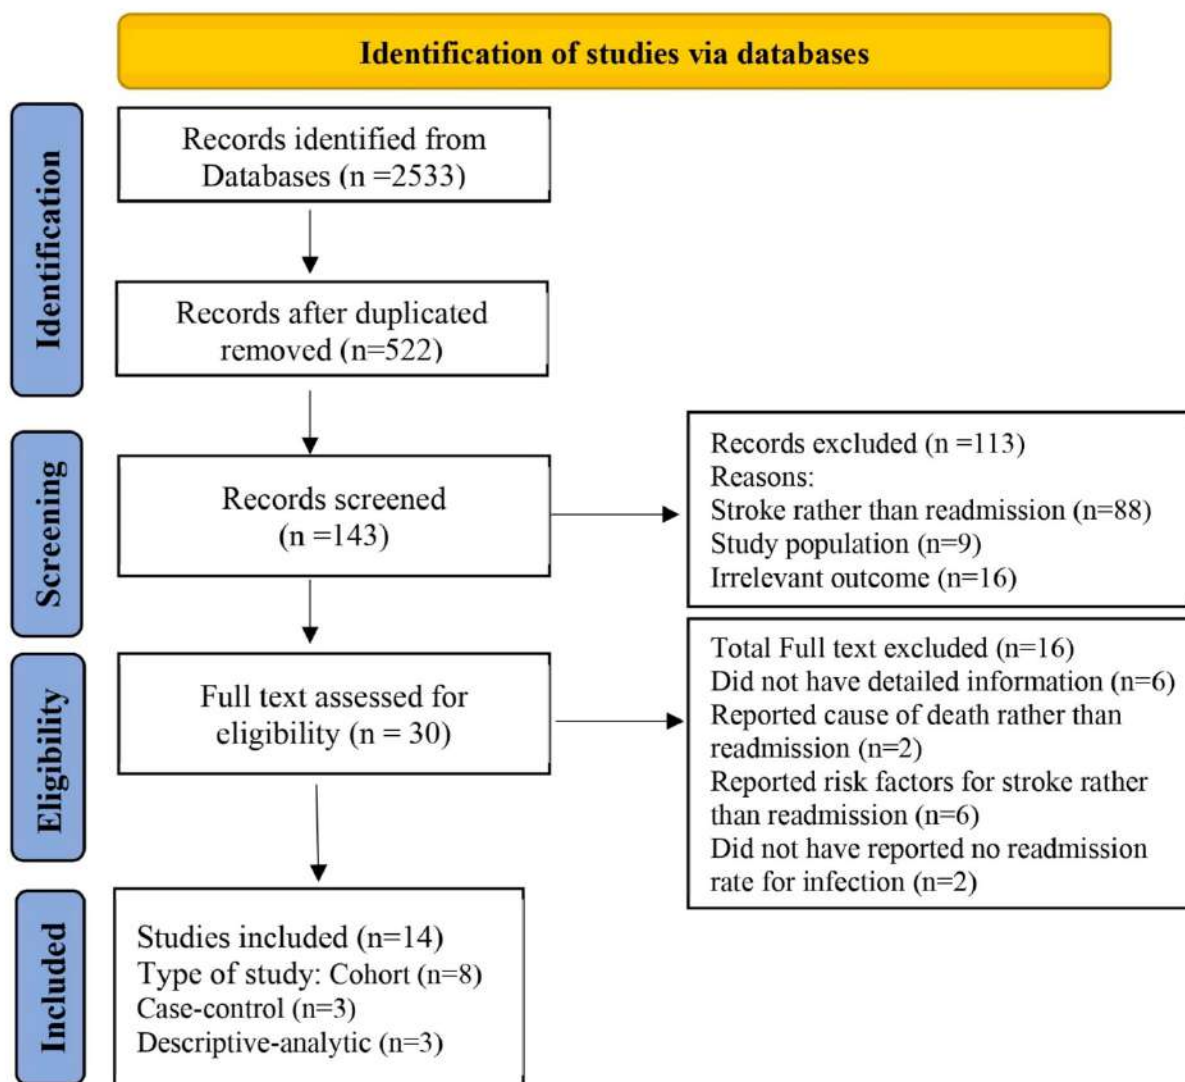 Identification of studies via databases
Identification
Records identified from
Databases (n =2533)
Records after duplicated
removed (n=522)
Screening
Records screened
(n =143)
Records excluded (n =113)
Reasons:
Stroke rather than readmission (n=88)
Study population (n=9)
Irrelevant outcome (n=16)
Eligibility
Full text assessed for
eligibility (n = 30)
Total Full text excluded (n=16)
Did not have detailed information (n=6)
Reported cause of death rather than
readmission (n=2)
Reported risk factors for stroke rather
than readmission (n=6)
Did not have reported no readmission
rate for infection (n=2)
Included
Studies included (n=14)
Type of study: Cohort (n=8)
Case-control (n=3)
Descriptive-analytic (n=3)